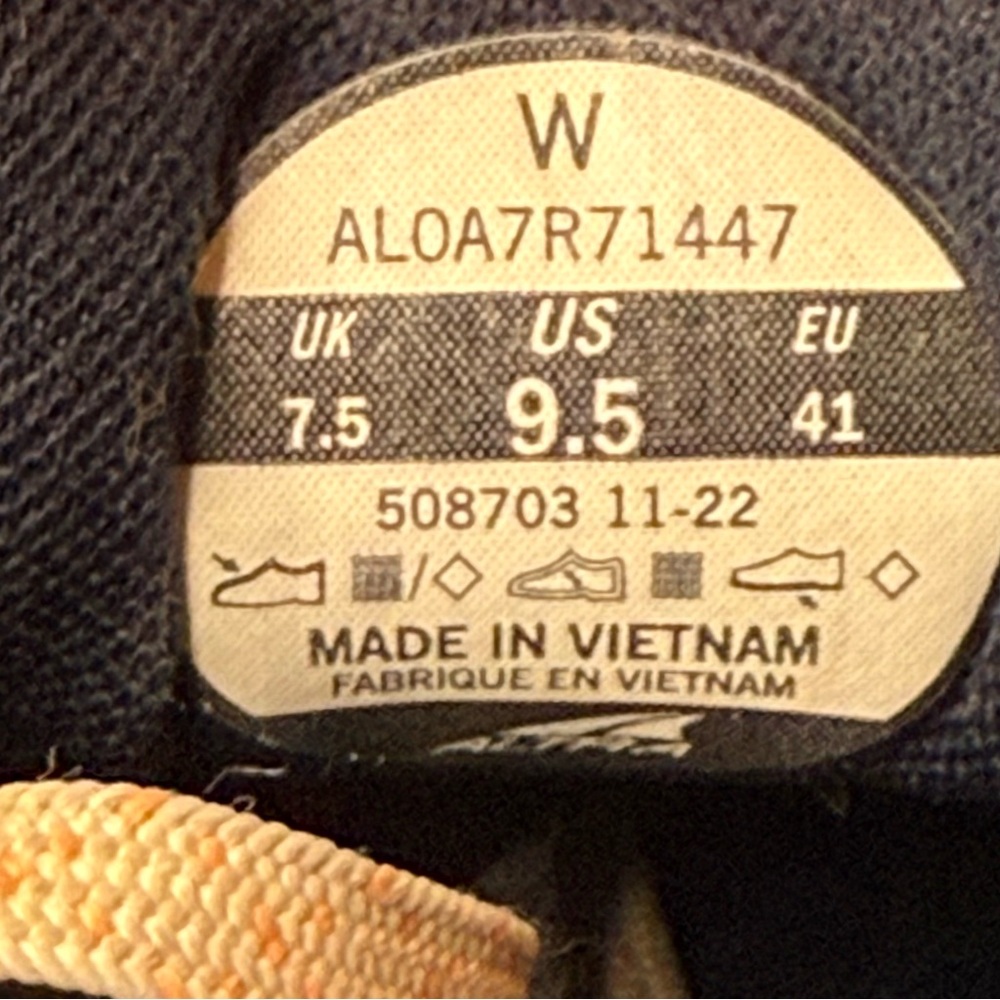 W
AL0A7R71447
UK US EU
7.5 9.5 41
508703 11-22
/
MADE IN VIETNAM
FABRIQUE EN VIETNAM